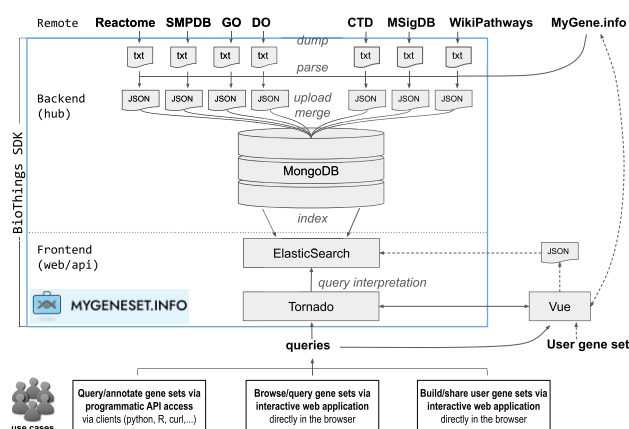 Remote Reactome SMPDB GO DO CTD MSigDB WikiPathways MyGene.info
dump
txt txt txt txt txt txt txt
parse
Backend
(hub)
JSON JSON JSON JSON JSON JSON JSON
upload
merge
BioThings SDK
MongoDB
index
Frontend
(web/api)
ElasticSearch
JSON
query interpretation
MYGENESET.INFO
Tornado
Vue
queries
User gene set
Query/annotate gene sets via
programmatic API access
via clients (python, R, curl,...)
Browse/query gene sets via
interactive web application
directly in the browser
Build/share user gene sets via
interactive web application
directly in the browser
use cases